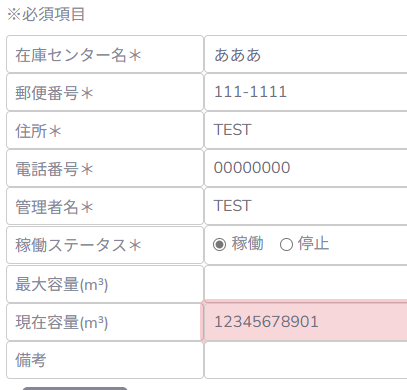 ※必須項目
在庫センター名＊ あああ
郵便番号＊ 111-1111
住所＊ TEST
電話番号＊ 00000000
管理者名＊ TEST
稼働ステータス＊ 稼働 停止
最大容量(m³)
現在容量(m³) 12345678901
備考